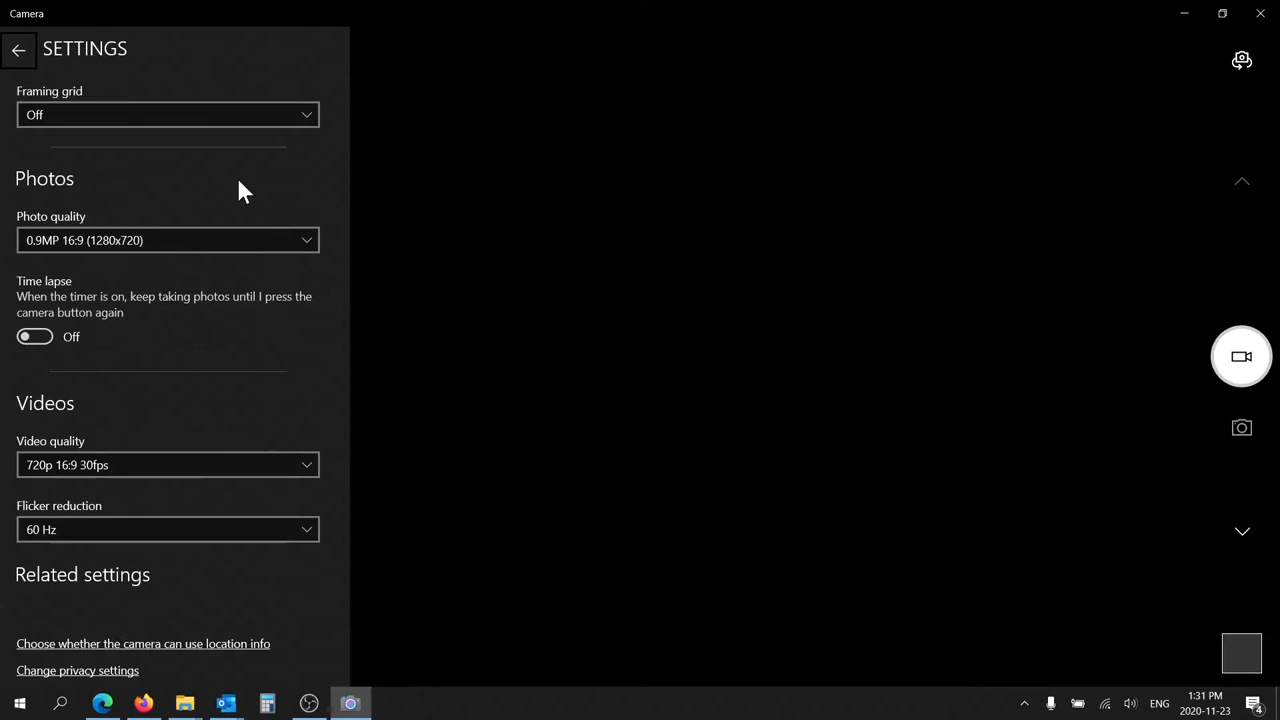 Camera
SETTINGS
Framing grid
Off
Photos
Photo quality
0.9MP 16:9 (1280x720)
Time lapse
When the timer is on, keep taking photos until I press the
camera button again
Off
Videos
Video quality
720p 16:9 30fps
Flicker reduction
60 Hz
Related settings
Choose whether the camera can use location info
Change privacy settings
ENG
1:31 PM
2020-11-23
4